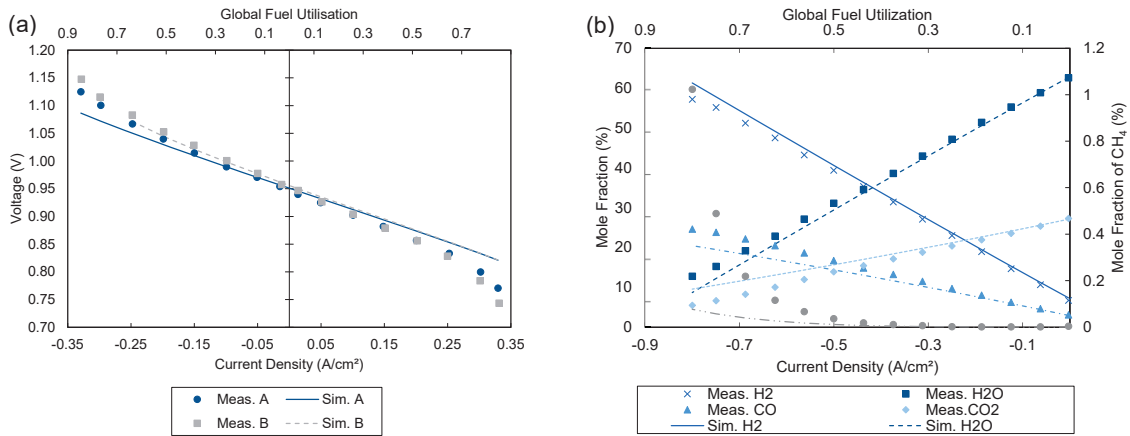 (a)
Global Fuel Utilisation
0.9 0.7 0.5 0.3 0.1 0.1 0.3 0.5 0.7
1.20
1.15
1.10
1.05
1.00
0.95
0.90
0.85
0.80
0.75
0.70
Voltage (V)
-0.35 -0.25 -0.15 -0.05 0.05 0.15 0.25 0.35
Current Density (A/cm²)
Meas. A Sim. A
Meas. B Sim. B
(b)
Global Fuel Utilization
0.9 0.7 0.5 0.3 0.1
70
60
50
40
30
20
10
0
Mole Fraction (%)
1.2
1
0.8
0.6
0.4
0.2
0
Mole Fraction of CH4 (%)
-0.9 -0.7 -0.5 -0.3 -0.1
Current Density (A/cm²)
Meas. H2 Meas. H2O
Meas. CO Meas.CO2
Sim. H2 Sim. H2O